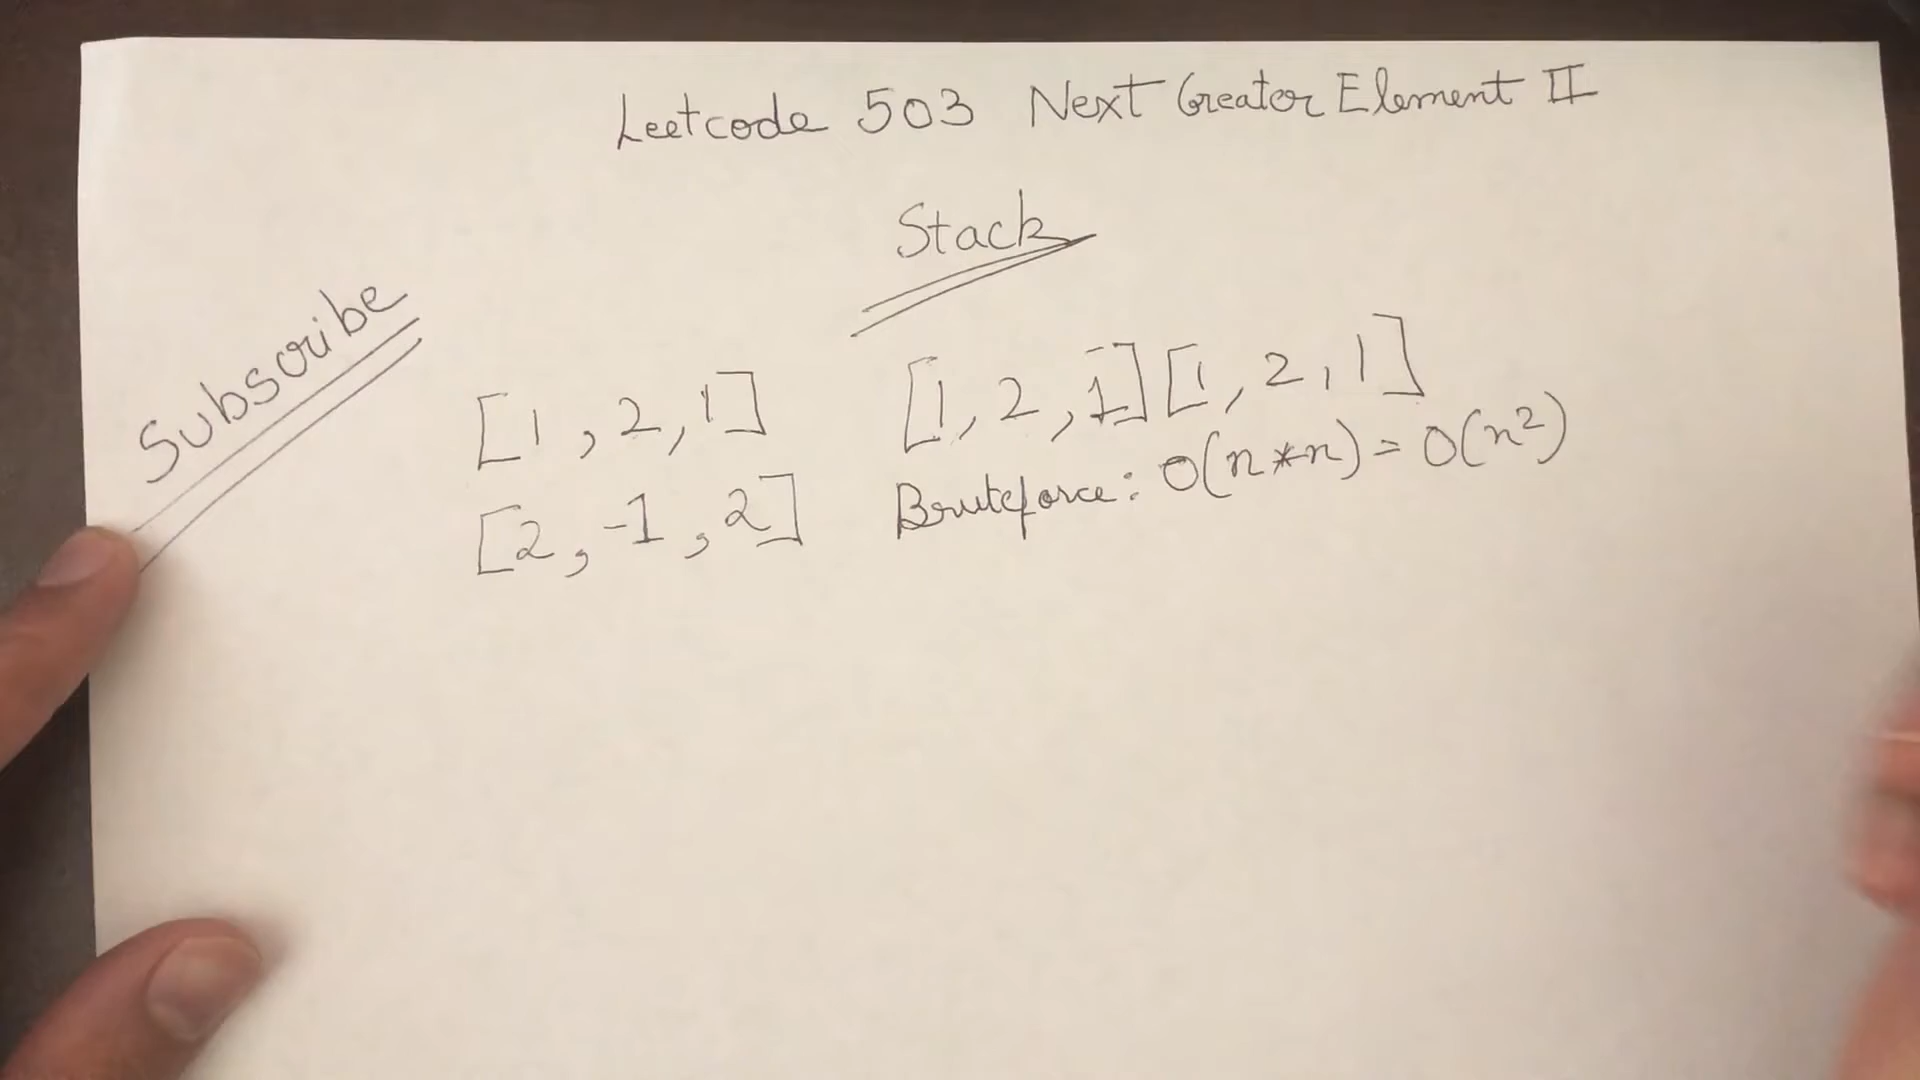 Leetcode 503 Next Greator Element II
Stack
Subscribe
[1, 2, 1] [1, 2, 1][1, 2, 1]
[2, -1, 2] Bruteforce: O(n*n) = O(n²)